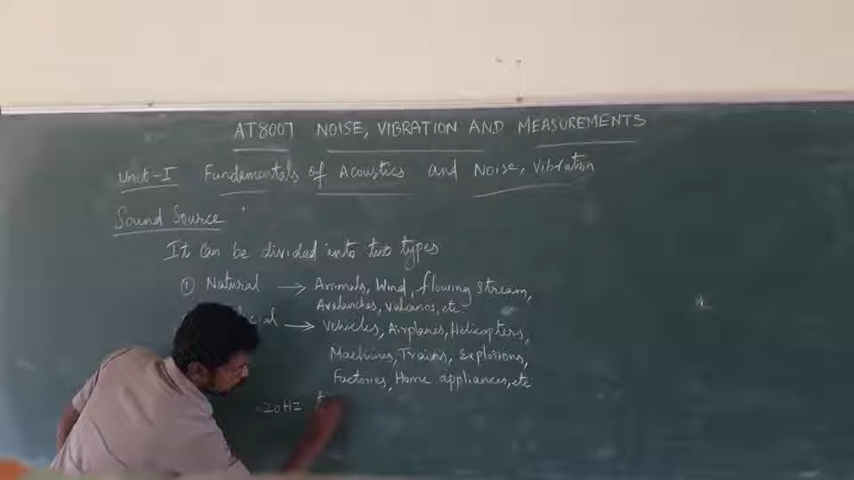 AT8007 NOISE, VIBRATION AND MEASUREMENTS
Unit-I Fundamentals of Acoustics and Noise, Vibration
Sound Source
It can be divided into two types
① Natural → Animals, Wind, flowing stream,
Avalanches, Volcanos, etc
cial → Vehicles, Airplanes, Helicopters,
Machines, Trains, Explosions,
Factories, Home appliances, etc
20HZ